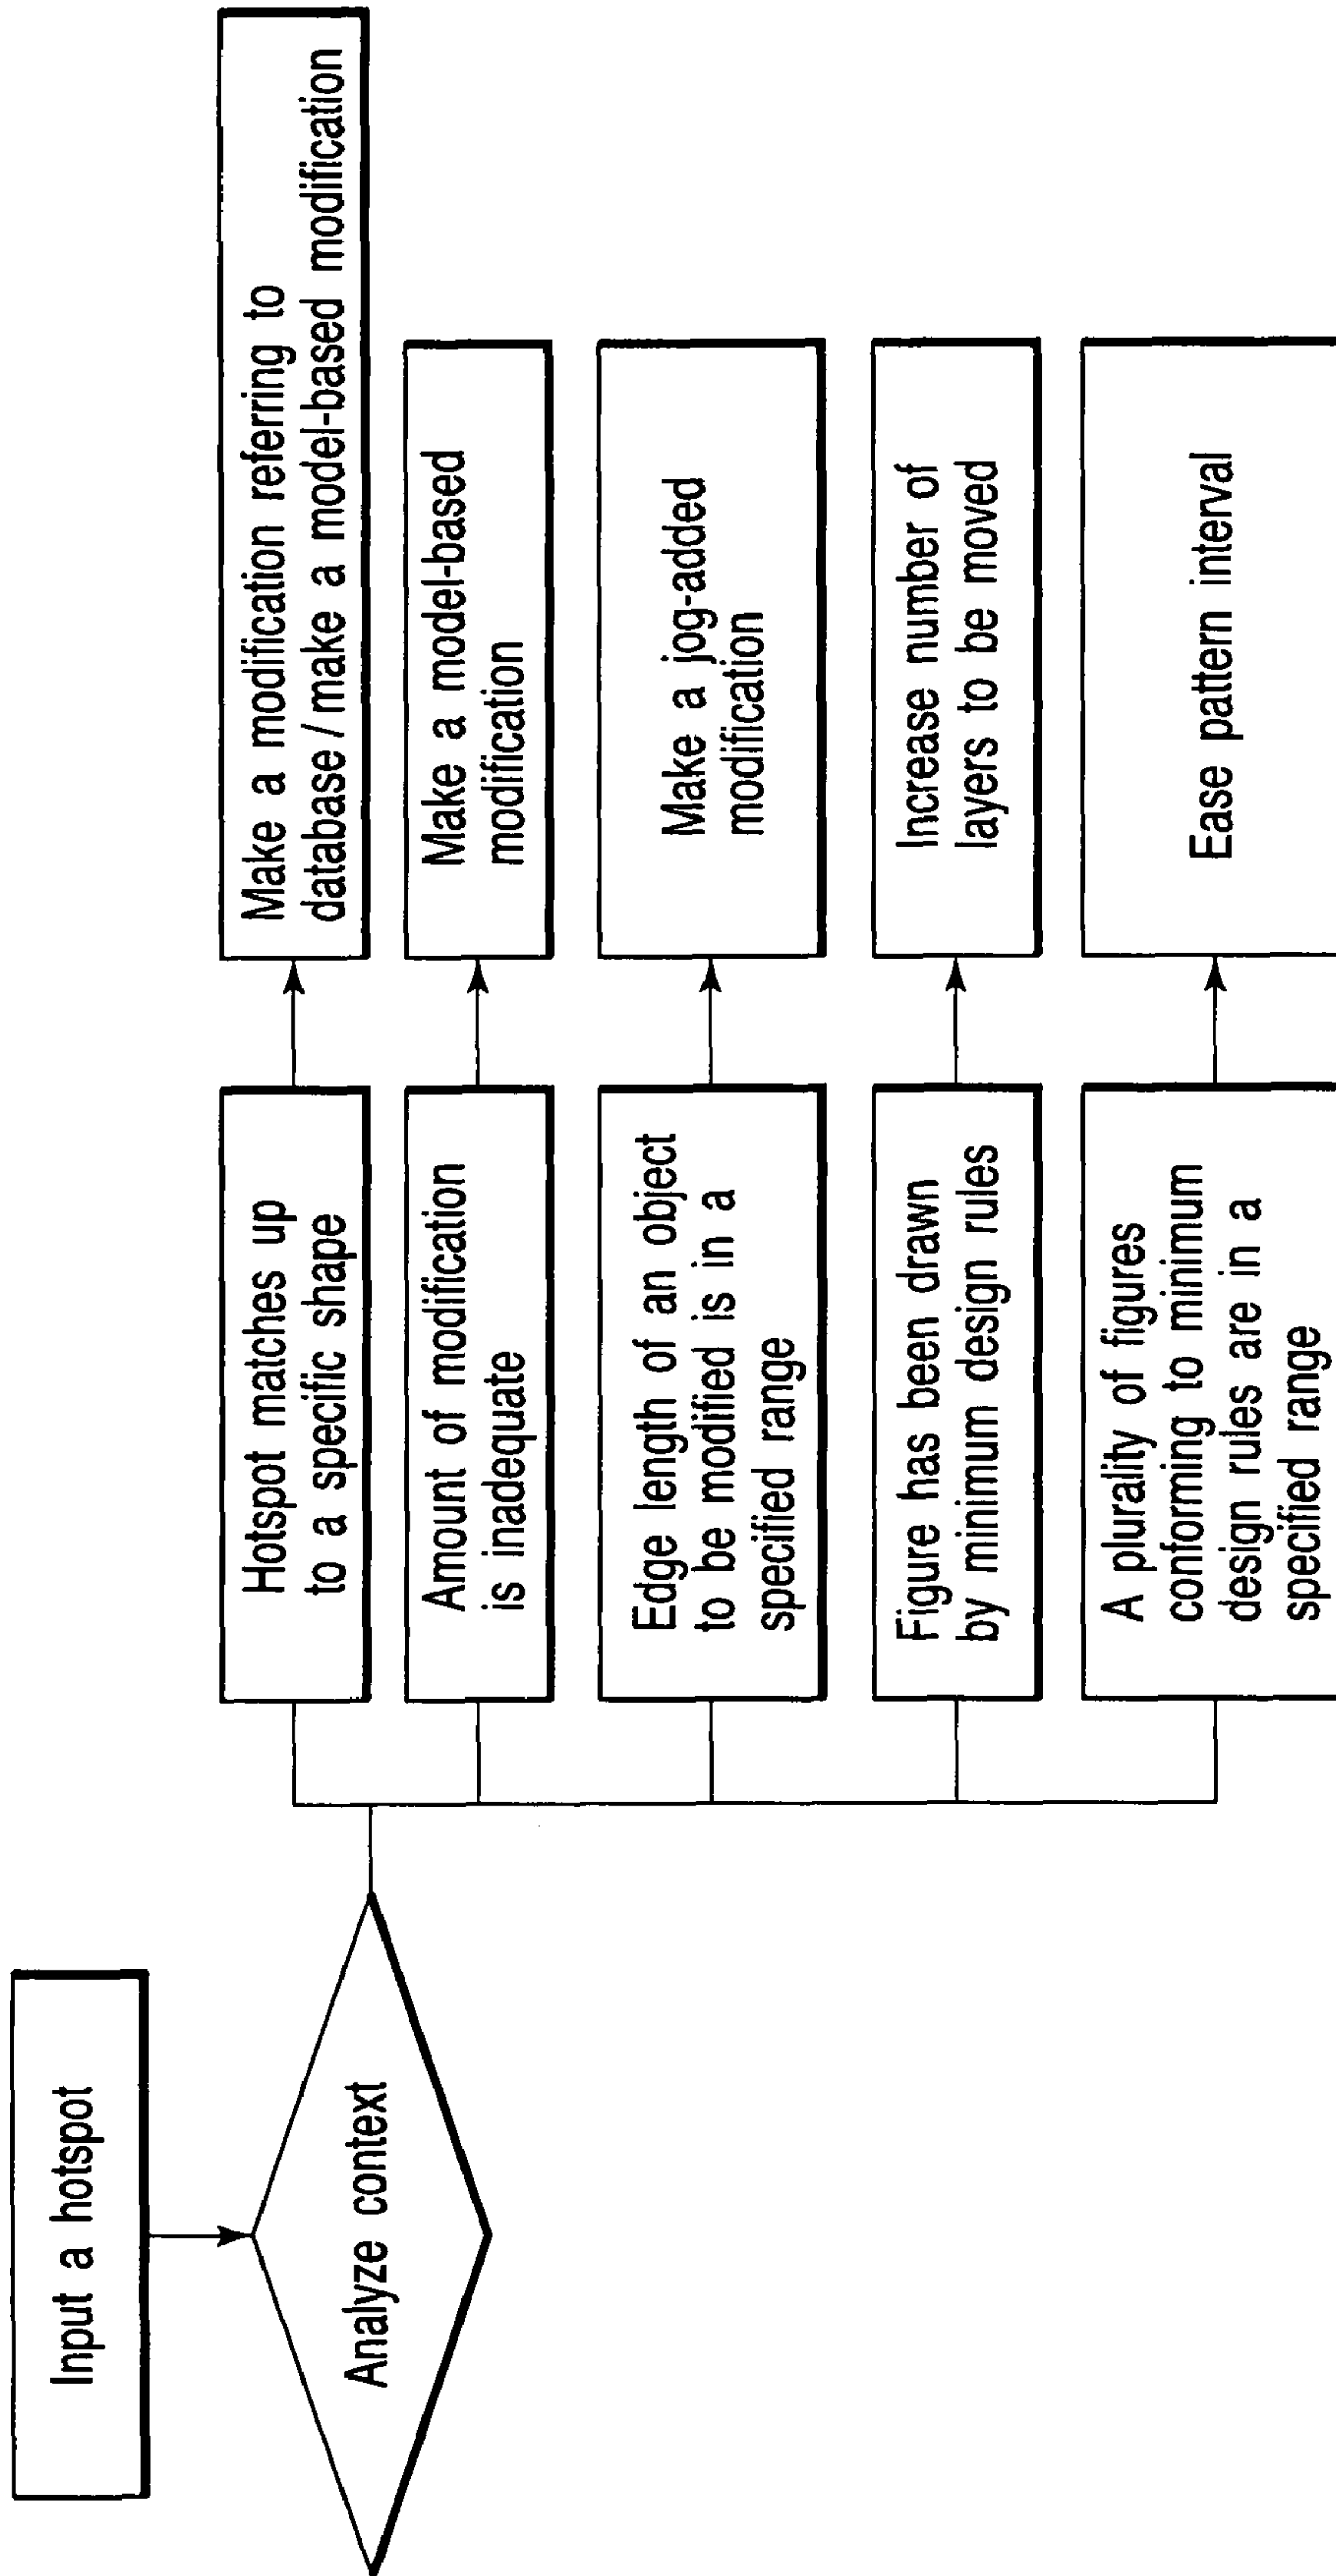 Input a hotspot
Analyze context
Hotspot matches up
to a specific shape
Make a modification referring to
database/make a model-based modification
Amount of modification
is inadequate
Make a model-based
modification
Edge length of an object
to be modified is in a
specified range
Make a jog-added
modification
Figure has been drawn
by minimum design rules
Increase number of
layers to be moved
A plurality of figures
conforming to minimum
design rules are in a
specified range
Ease pattern interval